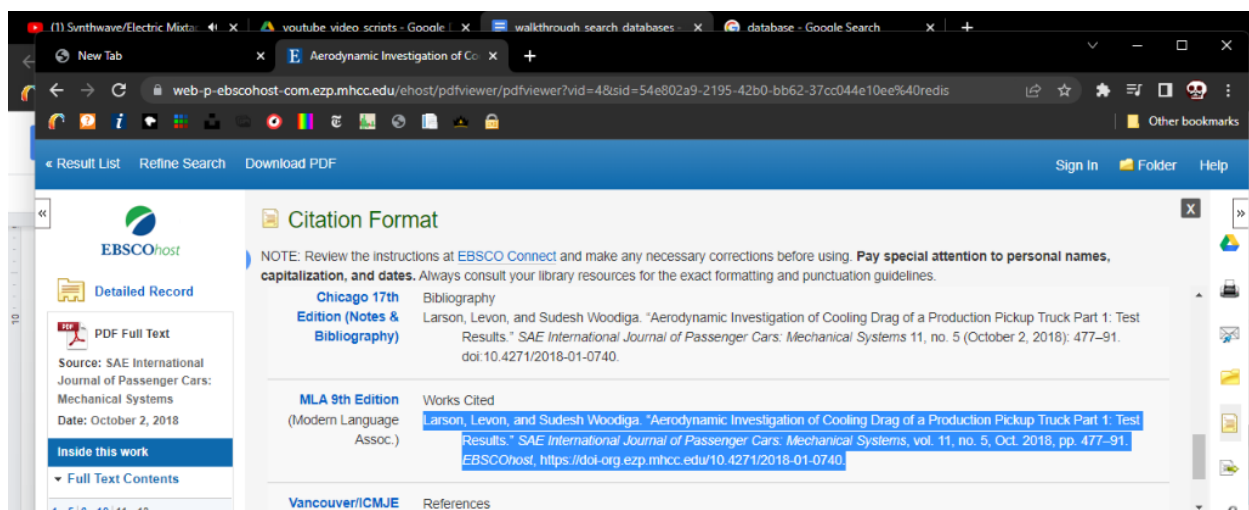 (1) Synthwave/Electric Mixta
youtube video scripts - Google
walkthrough search databases -
database - Google Search
New Tab
Aerodynamic Investigation of Co
web-p-ebscohost-com.ezp.mhcc.edu/ehost/pdfviewer/pdfviewer?vid=4&sid=54e802a9-2195-42b0-bb62-37cc044e10ee%40redis
Other bookmarks
« Result List Refine Search Download PDF
Sign In Folder Help
EBSCOhost
Detailed Record
PDF Full Text
Source: SAE International
Journal of Passenger Cars:
Mechanical Systems
Date: October 2, 2018
Inside this work
Full Text Contents
Citation Format
X
NOTE: Review the instructions at EBSCO Connect and make any necessary corrections before using. Pay special attention to personal names,
capitalization, and dates. Always consult your library resources for the exact formatting and punctuation guidelines.
Chicago 17th
Edition (Notes &
Bibliography)
Bibliography
Larson, Levon, and Sudesh Woodiga. “Aerodynamic Investigation of Cooling Drag of a Production Pickup Truck Part 1: Test
Results.” SAE International Journal of Passenger Cars: Mechanical Systems 11, no. 5 (October 2, 2018): 477–91.
doi:10.4271/2018-01-0740.
MLA 9th Edition
(Modern Language
Assoc.)
Works Cited
Larson, Levon, and Sudesh Woodiga. “Aerodynamic Investigation of Cooling Drag of a Production Pickup Truck Part 1: Test
Results.” SAE International Journal of Passenger Cars: Mechanical Systems, vol. 11, no. 5, Oct. 2018, pp. 477–91.
EBSCOhost, https://doi-org.ezp.mhcc.edu/10.4271/2018-01-0740.
Vancouver/ICMJE
References